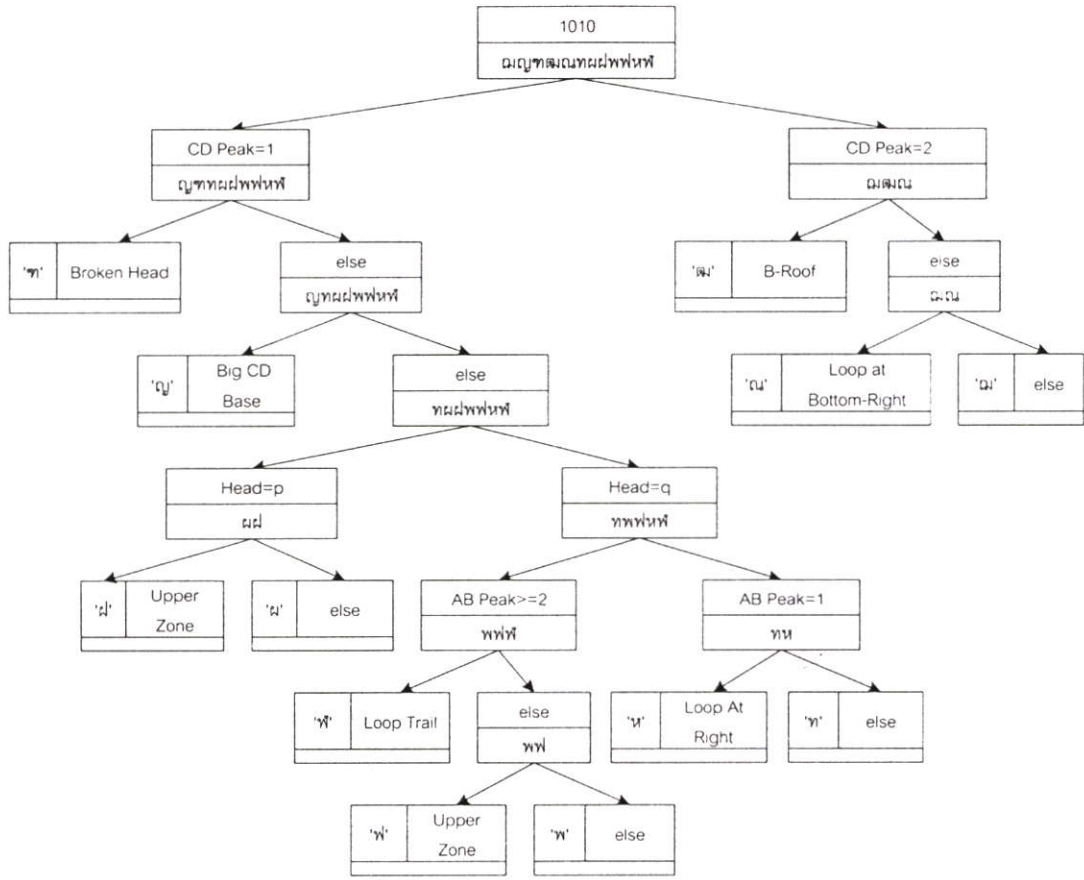 1010
ฌญฑฒณทผฝพฟหฬ
CD Peak=1
ญฑทผฝพฟหฬ
CD Peak=2
ฌฒณ
'ฑ' Broken Head
else
ญทผฝพฟหฬ
'ฒ' B-Roof
else
ฌณ
'ญ' Big CD
Base
else
ทผฝพฟหฬ
'ณ' Loop at
Bottom-Right
'ฌ' else
Head=p
ผฝ
Head=q
ทพฟหฬ
'ฝ' Upper
Zone
'ผ' else
AB Peak>=2
พฟฬ
AB Peak=1
ทห
'ฬ' Loop Trail
else
พฟ
'ห' Loop At
Right
'ท' else
'ฟ' Upper
Zone
'พ' else